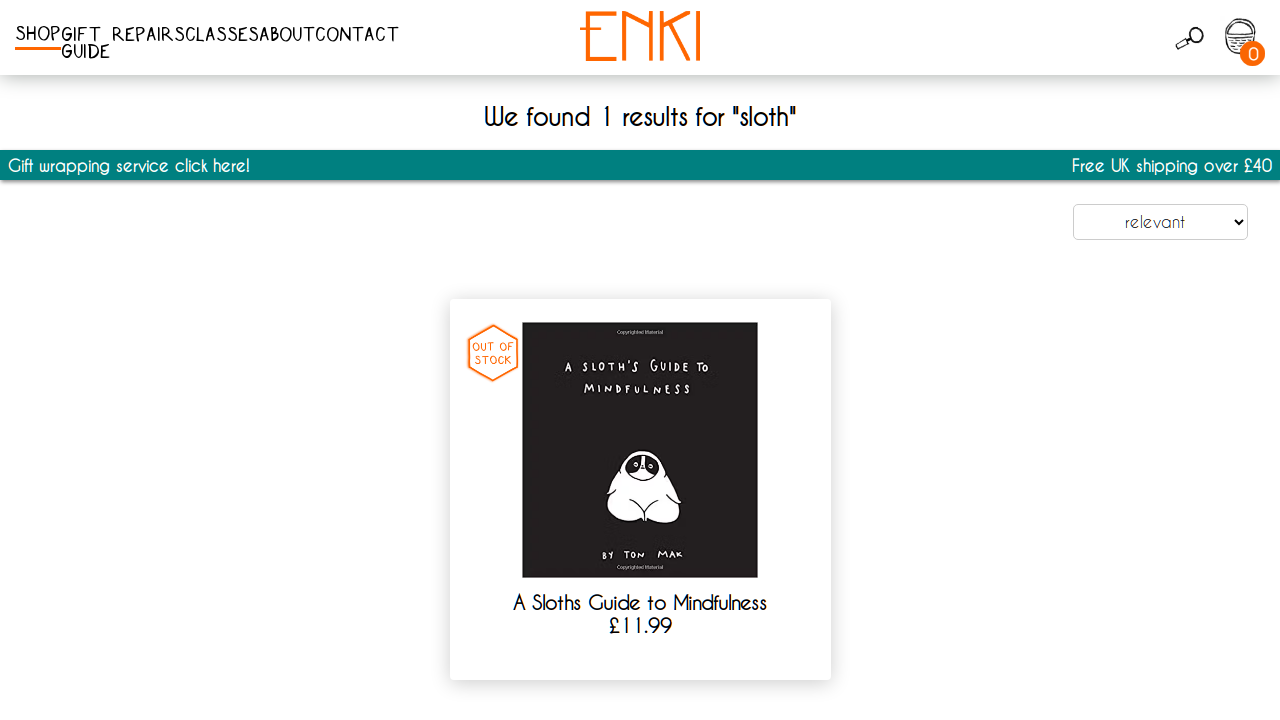 SHOP
GIFT GUIDE
REPAIRS
CLASSES
ABOUT
CONTACT
ENKI
0
We found 1 results for "sloth"
Gift wrapping service click here!
Free UK shipping over £40
relevant
OUT OF
STOCK
Copyrighted Material
A SLOTH'S GUIDE TO
MINDFULNESS
BY TON MAK
Copyrighted Material
A Sloths Guide to Mindfulness
£11.99